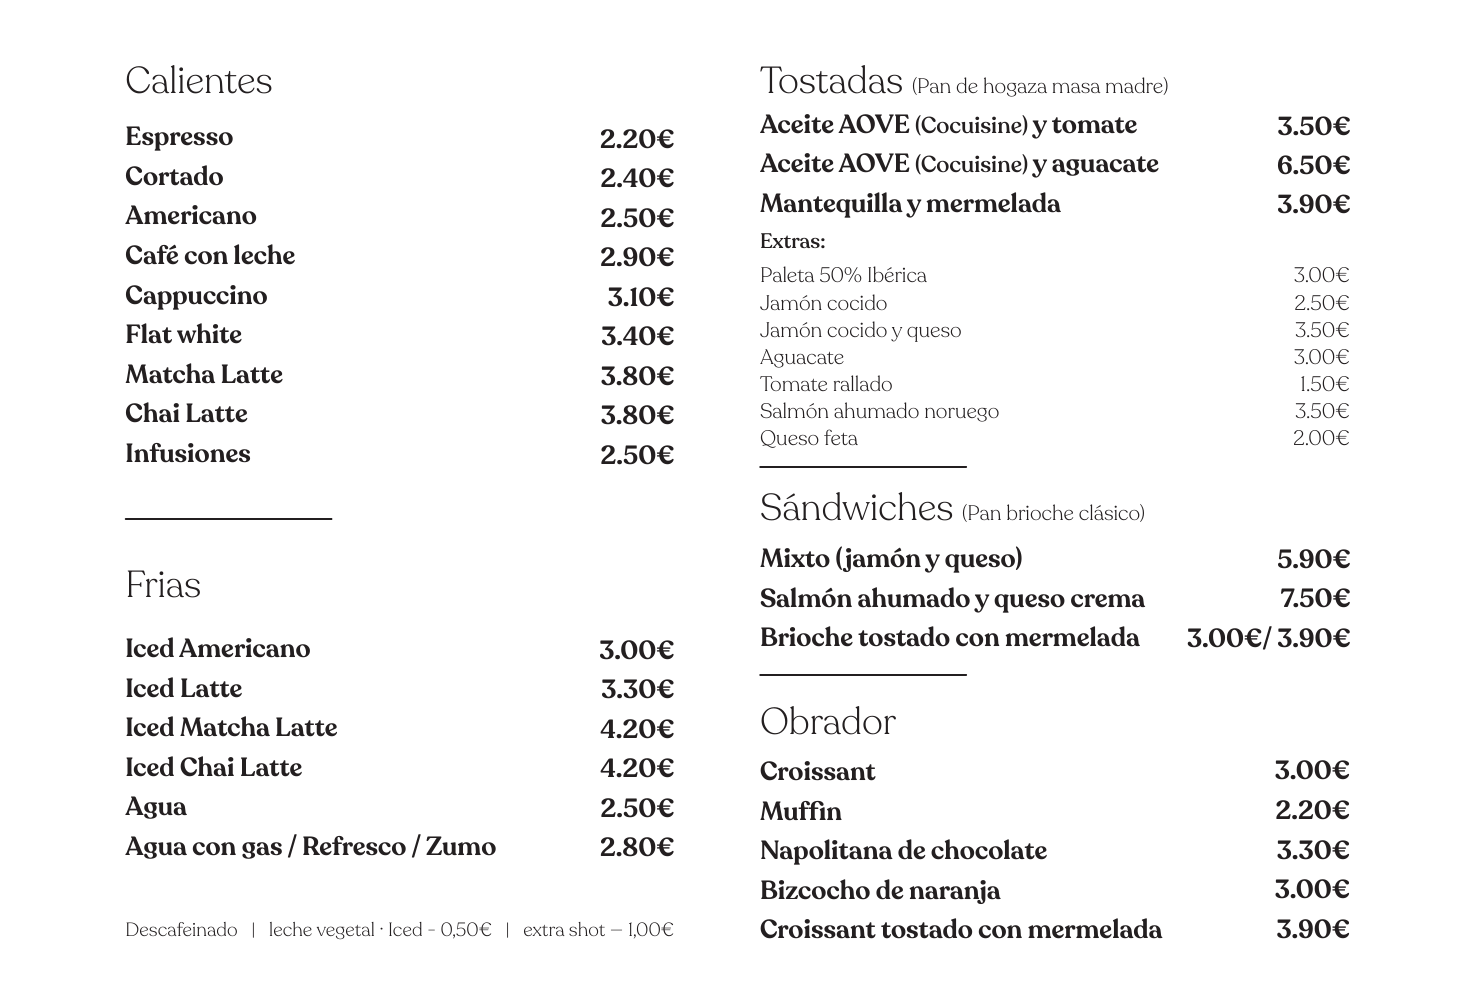 Calientes
Espresso 2.20€
Cortado 2.40€
Americano 2.50€
Café con leche 2.90€
Cappuccino 3.10€
Flat white 3.40€
Matcha Latte 3.80€
Chai Latte 3.80€
Infusiones 2.50€
Frias
Iced Americano 3.00€
Iced Latte 3.30€
Iced Matcha Latte 4.20€
Iced Chai Latte 4.20€
Agua 2.50€
Agua con gas / Refresco / Zumo 2.80€
Descafeinado | leche vegetal · Iced - 0,50€ | extra shot – 1,00€
Tostadas (Pan de hogaza masa madre)
Aceite AOVE (Cocuisine) y tomate 3.50€
Aceite AOVE (Cocuisine) y aguacate 6.50€
Mantequilla y mermelada 3.90€
Extras:
Paleta 50% Ibérica 3.00€
Jamón cocido 2.50€
Jamón cocido y queso 3.50€
Aguacate 3.00€
Tomate rallado 1.50€
Salmón ahumado noruego 3.50€
Queso feta 2.00€
Sándwiches (Pan brioche clásico)
Mixto (jamón y queso) 5.90€
Salmón ahumado y queso crema 7.50€
Brioche tostado con mermelada 3.00€/ 3.90€
Obrador
Croissant 3.00€
Muffin 2.20€
Napolitana de chocolate 3.30€
Bizcocho de naranja 3.00€
Croissant tostado con mermelada 3.90€